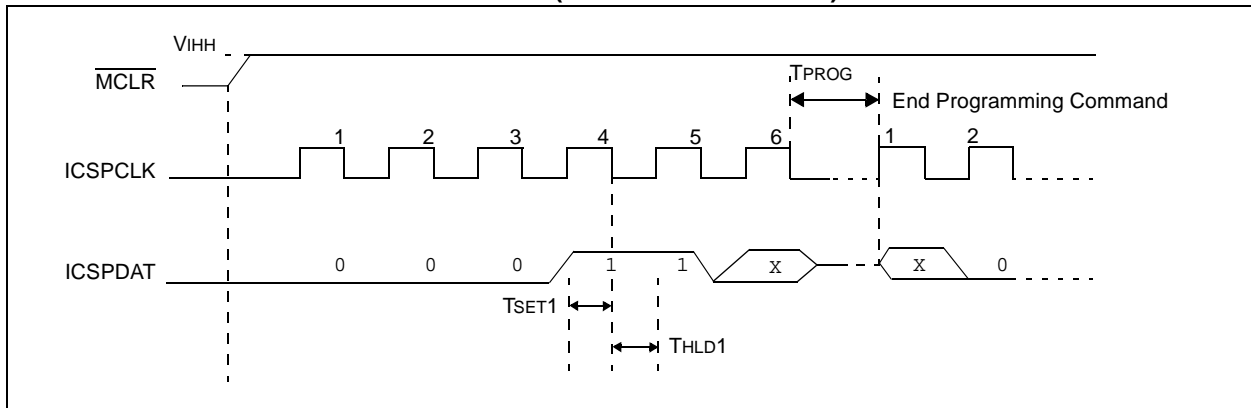 VIHH
MCLR
TPROG
End Programming Command
1 2 3 4 5 6 1 2
ICSPCLK
ICSPDAT
0 0 0 1 1 X X 0
TSET1
THLD1